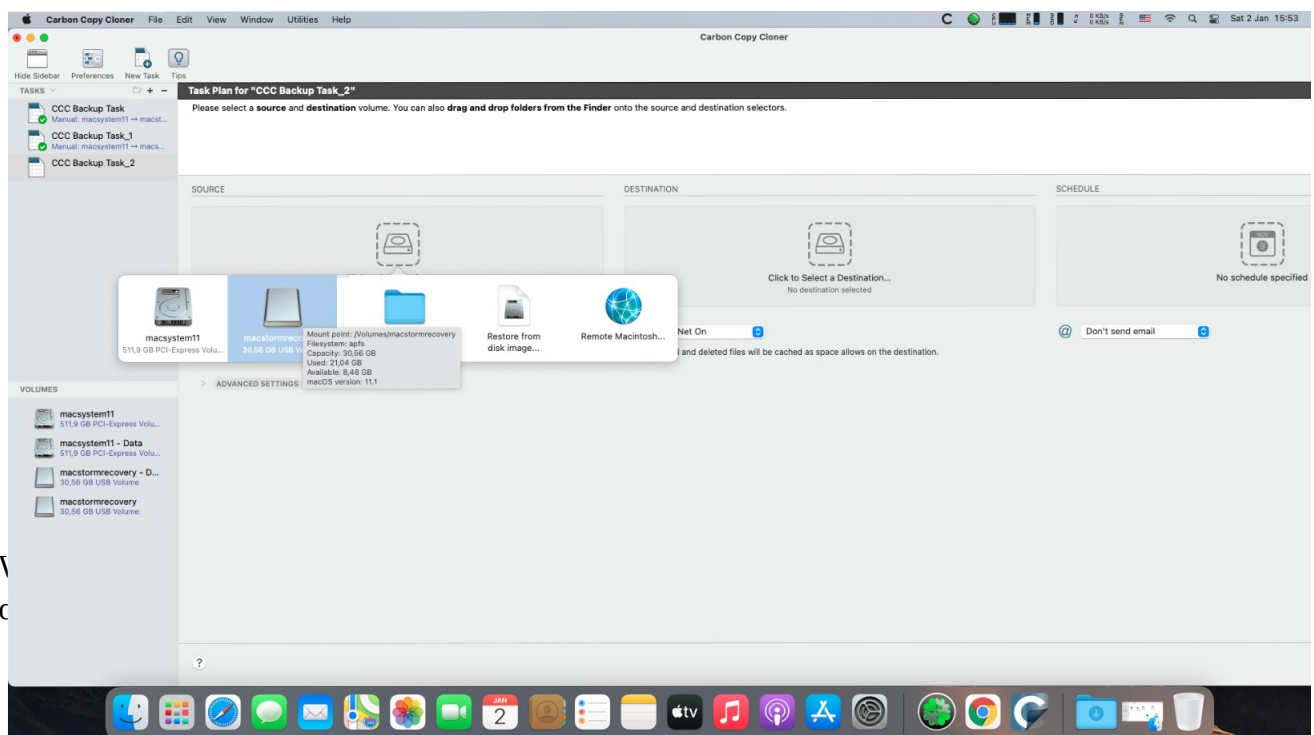 Carbon Copy Cloner File Edit View Window Utilities Help
0 KB/s
0 KB/s
Sat 2 Jan 15:53
Carbon Copy Cloner
Hide Sidebar Preferences New Task Tips
TASKS
Task Plan for "CCC Backup Task_2"
Please select a source and destination volume. You can also drag and drop folders from the Finder onto the source and destination selectors.
CCC Backup Task
Manual: macsystem11 → macst...
CCC Backup Task_1
Manual: macsystem11 → macs...
CCC Backup Task_2
SOURCE
DESTINATION
SCHEDULE
NOV
9
Click to Select a Destination...
No destination selected
No schedule specified
macsystem11
511,9 GB PCI-Express Volu...
macstormreco
30,56 GB USB V
Mount point: /Volumes/macstormrecovery
Filesystem: apfs
Capacity: 30,56 GB
Used: 21,04 GB
Available: 8,48 GB
macOS version: 11.1
Restore from
disk image...
Remote Macintosh...
Net On
@ Don't send email
and deleted files will be cached as space allows on the destination.
ADVANCED SETTINGS
VOLUMES
macsystem11
511,9 GB PCI-Express Volu...
macsystem11 - Data
511,9 GB PCI-Express Volu...
macstormrecovery - D...
30,56 GB USB Volume
macstormrecovery
30,56 GB USB Volume
?
JAN
2
tv